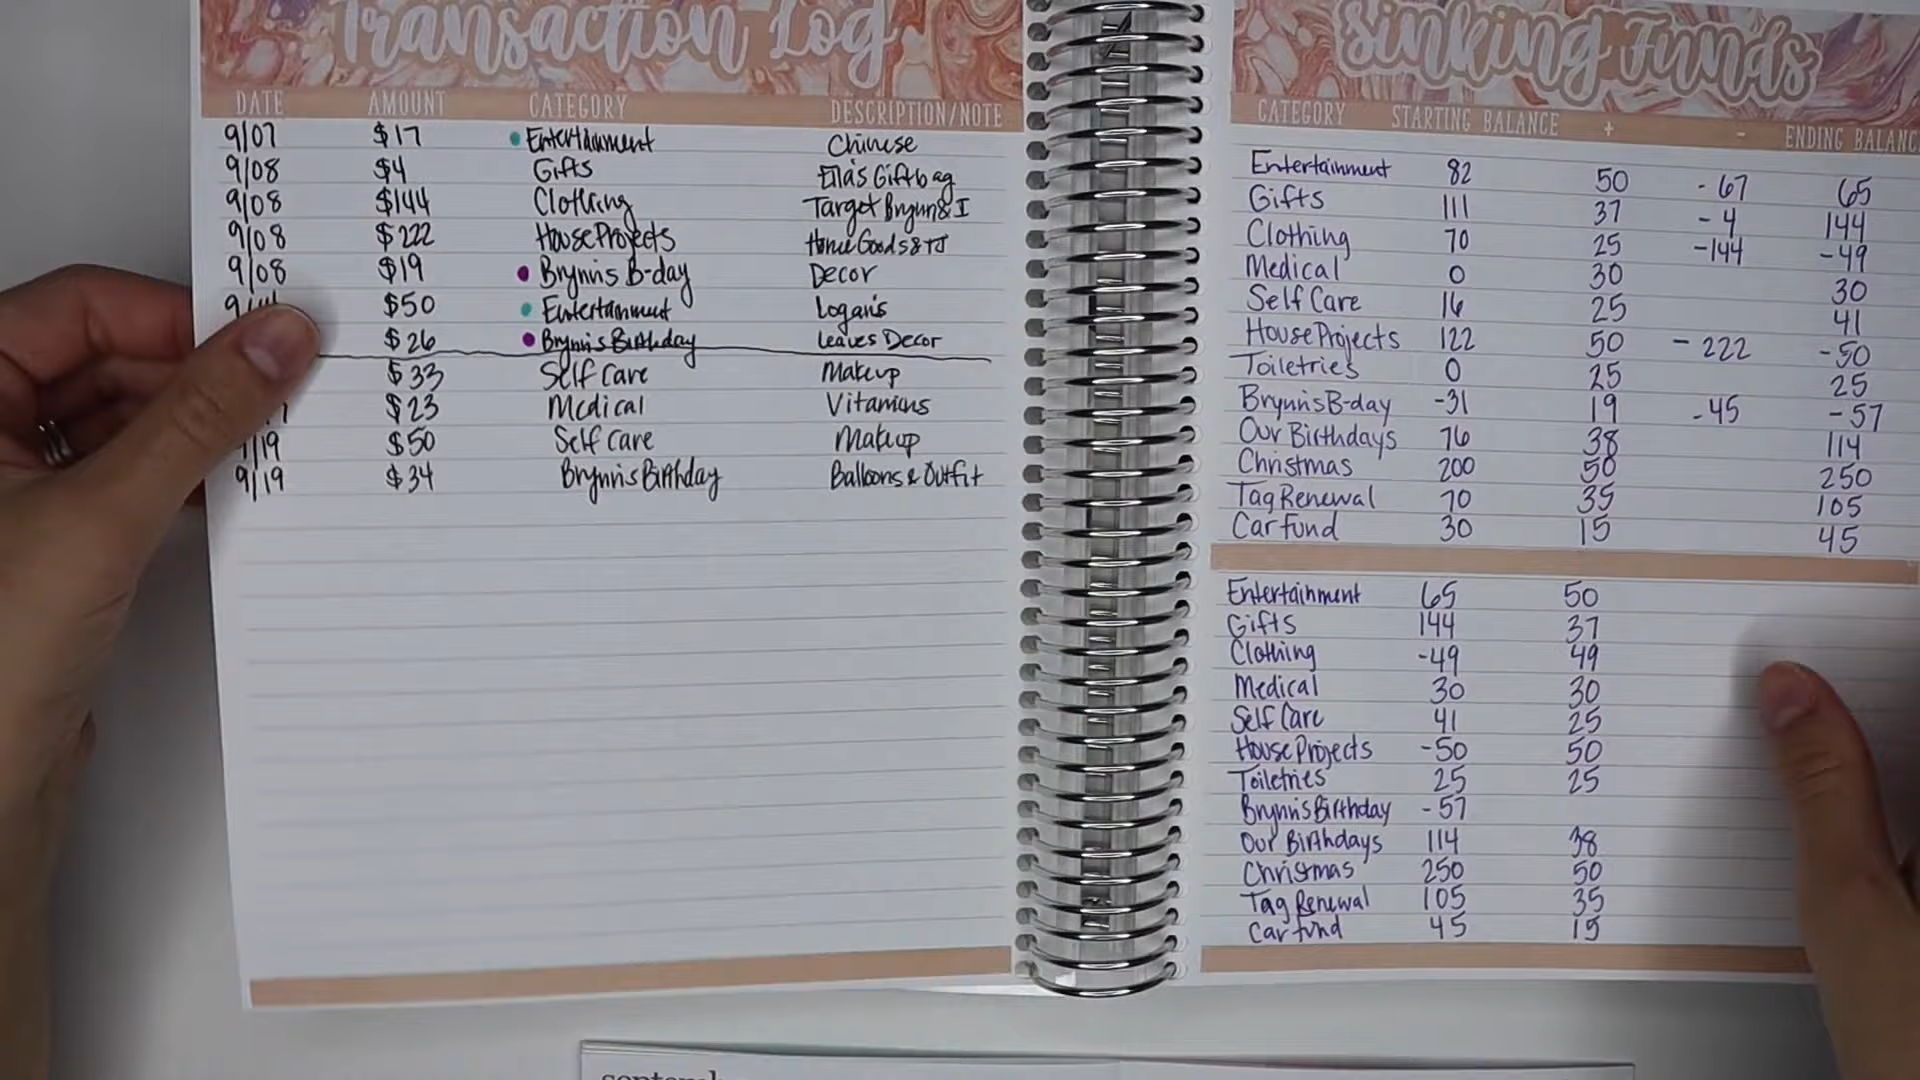 Transaction Log
DATE AMOUNT CATEGORY DESCRIPTION/NOTE
9/07 $17 Entertainment Chinese
9/08 $4 Gifts Ella's Giftbag
9/08 $144 Clothing Target Brynn & I
9/08 $222 House Projects Home Goods & TJ
9/08 $19 Brynn's B-day Decor
$50 Entertainment Logan's
$26 Brynn's Birthday Leaves Decor
$33 Self Care Makeup
$23 Medical Vitamins
9/19 $50 Self Care Makeup
9/19 $34 Brynn's Birthday Balloons & Outfit
Sinking Funds
CATEGORY STARTING BALANCE + - ENDING BALANC
Entertainment 82 50 -67 65
Gifts 111 37 -4 144
Clothing 70 25 -144 -49
Medical 0 30 30
Self Care 16 25 41
House Projects 122 50 -222 -50
Toiletries 0 25 25
Brynn's B-day -31 19 -45 -57
Our Birthdays 76 38 114
Christmas 200 50 250
Tag Renewal 70 35 105
Car Fund 30 15 45
Entertainment 65 50
Gifts 144 37
Clothing -49 49
Medical 30 30
Self Care 41 25
House Projects -50 50
Toiletries 25 25
Brynn's Birthday -57
Our Birthdays 114 38
Christmas 250 50
Tag Renewal 105 35
Car fund 45 15